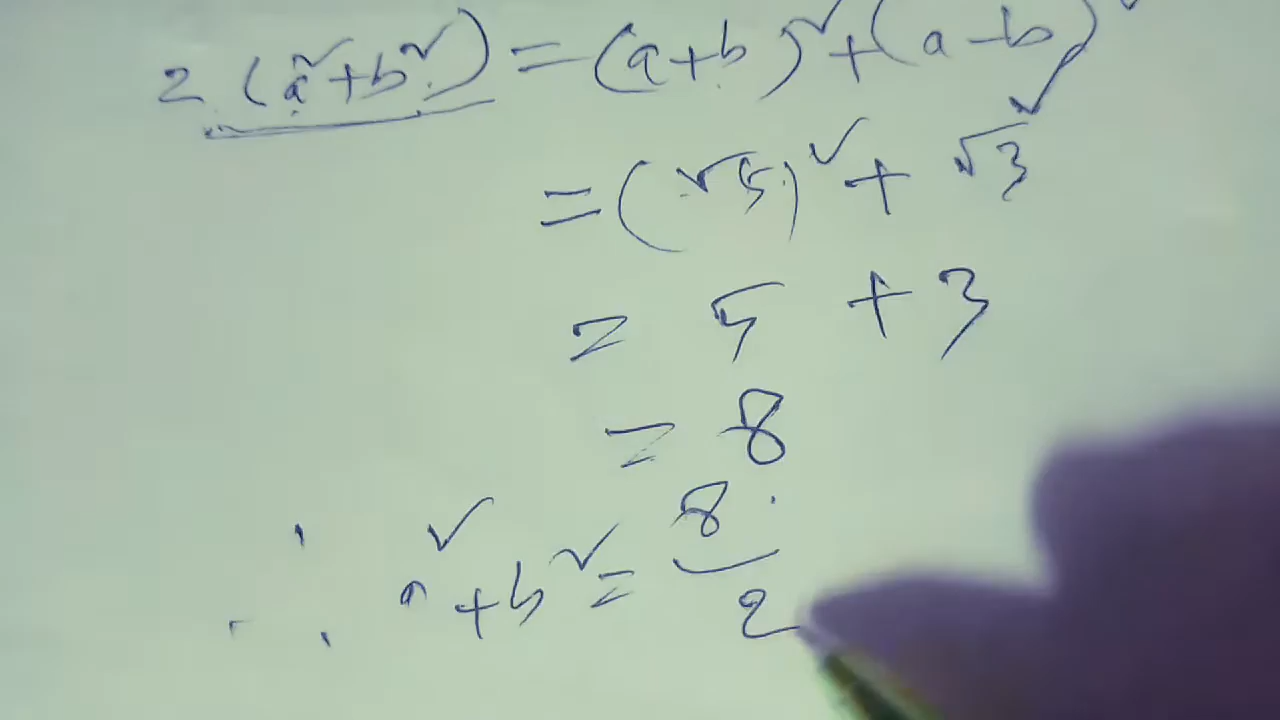 2 (a²+b²) = (a+b)²+(a-b)²
= (√5)² + √3
= 5 + 3
= 8
∴ a²+b² = 8/2